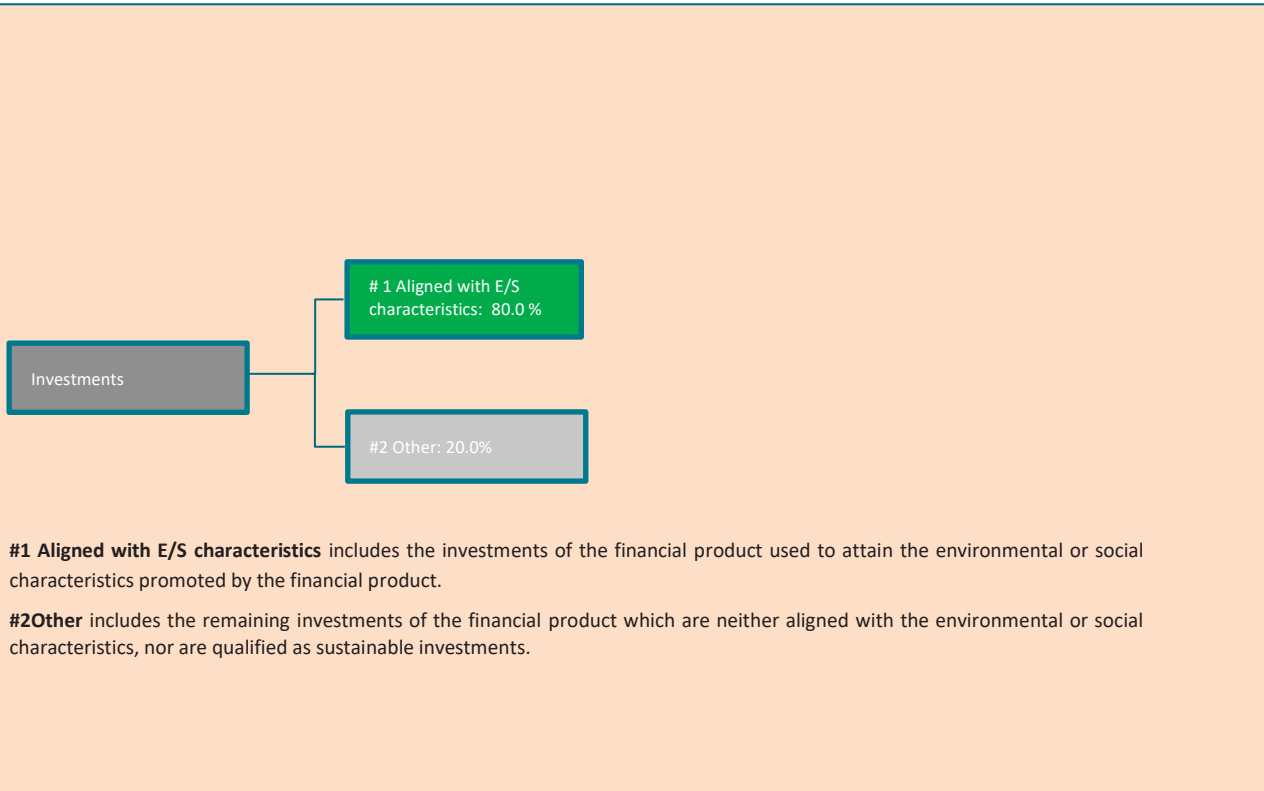 # 1 Aligned with E/S
characteristics: 80.0 %
Investments
#2 Other: 20.0%
#1 Aligned with E/S characteristics includes the investments of the financial product used to attain the environmental or social
characteristics promoted by the financial product.
#2Other includes the remaining investments of the financial product which are neither aligned with the environmental or social
characteristics, nor are qualified as sustainable investments.